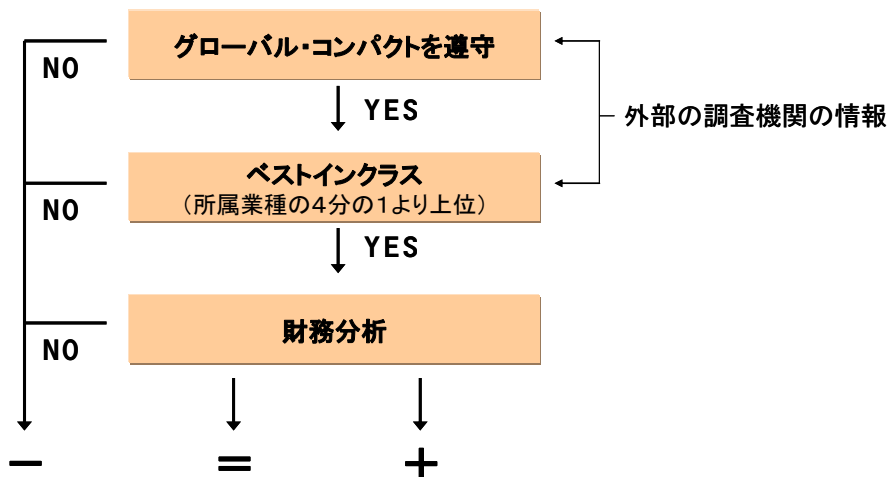 グローバル・コンパクトを遵守
NO
YES
外部の調査機関の情報
ベストインクラス
(所属業種の4分の1より上位)
NO
YES
財務分析
NO
－ ＝ ＋